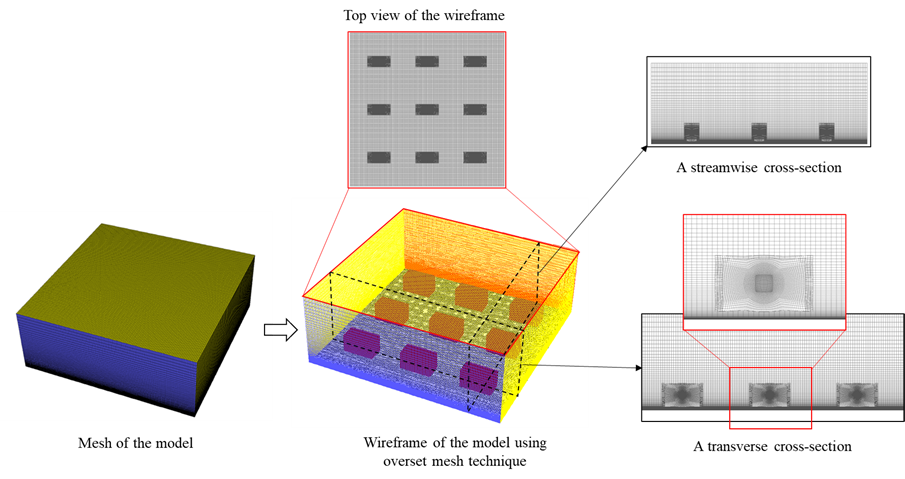 Top view of the wireframe
A streamwise cross-section
Mesh of the model
Wireframe of the model using
overset mesh technique
A transverse cross-section